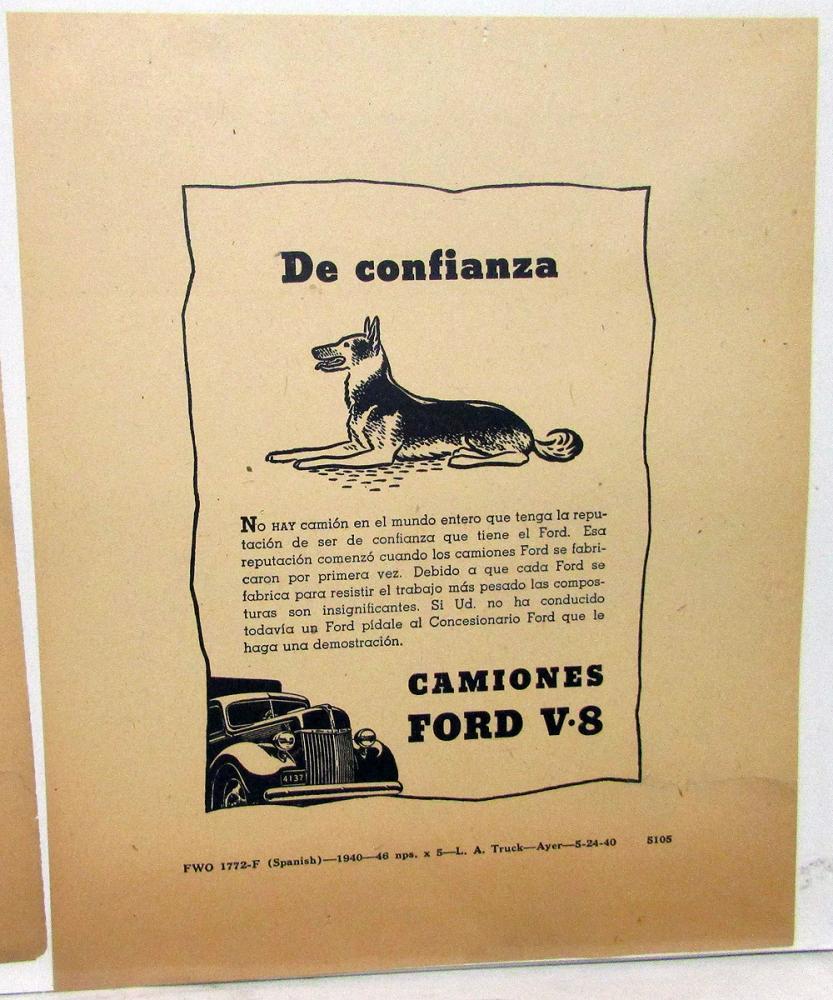 De confianza
No HAY camión en el mundo entero que tenga la repu-
tación de ser de confianza que tiene el Ford. Esa
reputación comenzó cuando los camiones Ford se fabri-
caron por primera vez. Debido a que cada Ford se
fabrica para resistir el trabajo más pesado las compos-
turas son insignificantes. Si Ud. no ha conducido
todavía un Ford pídale al Concesionario Ford que le
haga una demostración.
CAMIONES
FORD V·8
4137
FWO 1772-F (Spanish)—1940—46 nps. x 5—L. A. Truck—Ayer—5-24-40 5105